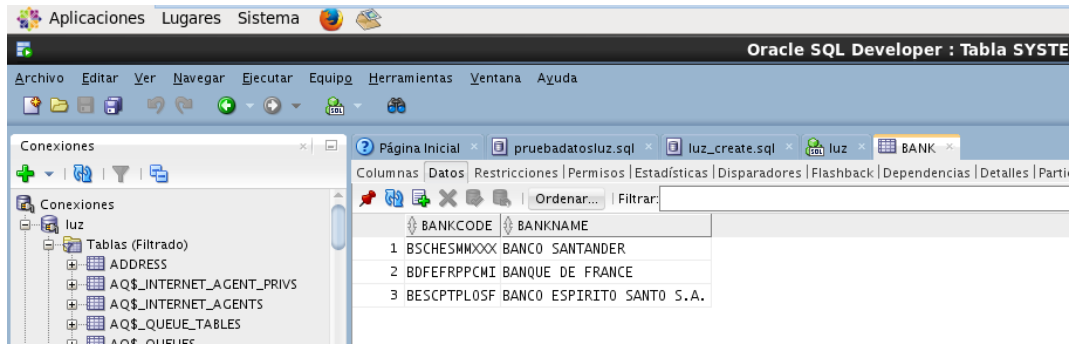 Aplicaciones Lugares Sistema
Oracle SQL Developer : Tabla SYSTE
Archivo Editar Ver Navegar Ejecutar Equipo Herramientas Ventana Ayuda
SQL
Conexiones
Página Inicial pruebadatosluz.sql luz_create.sql luz BANK
Columnas Datos Restricciones Permisos Estadísticas Disparadores Flashback Dependencias Detalles Parti
Ordenar... Filtrar:
Conexiones
luz
Tablas (Filtrado)
ADDRESS
AQ$_INTERNET_AGENT_PRIVS
AQ$_INTERNET_AGENTS
AQ$_QUEUE_TABLES
AQ$_QUEUES
BANKCODE BANKNAME
1 BSCHESMMXXX BANCO SANTANDER
2 BDFEFRPPCMI BANQUE DE FRANCE
3 BESCPTPLOSF BANCO ESPIRITO SANTO S.A.